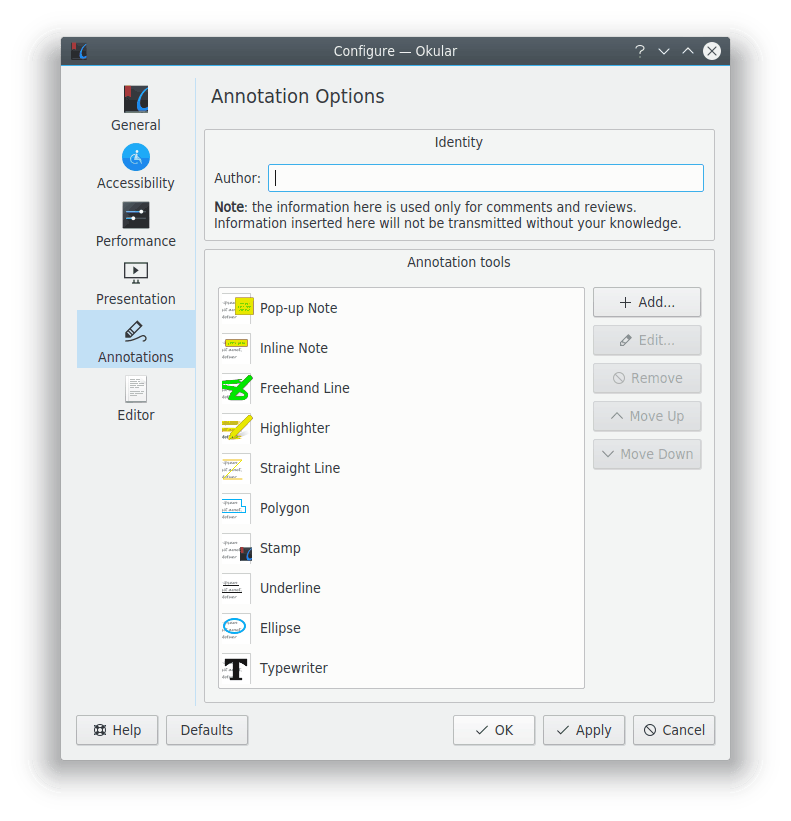 Configure — Okular
General
Accessibility
Performance
Presentation
Annotations
Editor
Annotation Options
Identity
Author:
Note: the information here is used only for comments and reviews.
Information inserted here will not be transmitted without your knowledge.
Annotation tools
Pop-up Note
Inline Note
Freehand Line
Highlighter
Straight Line
Polygon
Stamp
Underline
Ellipse
Typewriter
Add...
Edit...
Remove
Move Up
Move Down
Help
Defaults
OK
Apply
Cancel